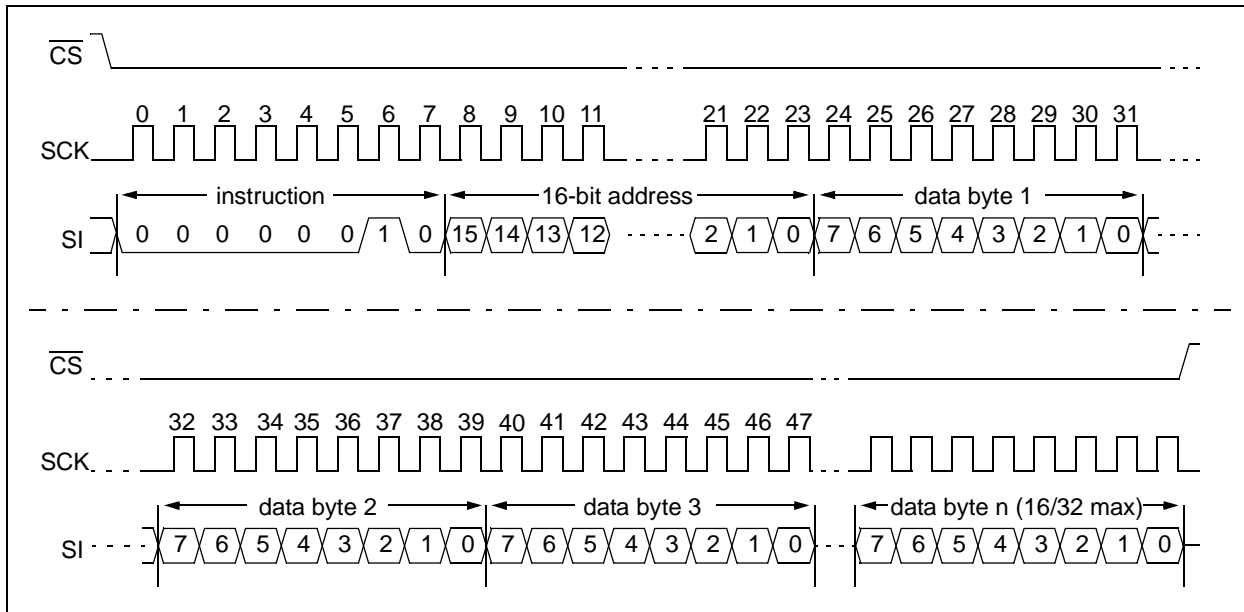 CS
0 1 2 3 4 5 6 7 8 9 10 11 21 22 23 24 25 26 27 28 29 30 31
SCK
instruction 16-bit address data byte 1
SI 0 0 0 0 0 0 1 0 15 14 13 12 2 1 0 7 6 5 4 3 2 1 0
CS
32 33 34 35 36 37 38 39 40 41 42 43 44 45 46 47
SCK
data byte 2 data byte 3 data byte n (16/32 max)
SI 7 6 5 4 3 2 1 0 7 6 5 4 3 2 1 0 7 6 5 4 3 2 1 0